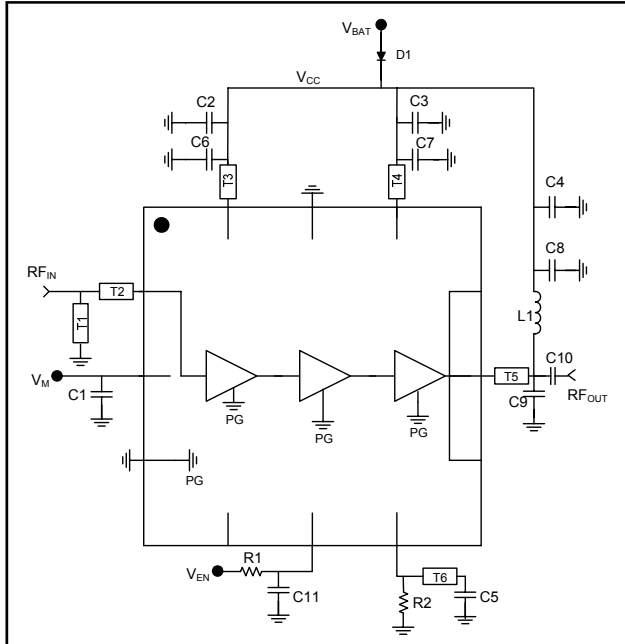 VBAT
D1
VCC
C2
C3
C6
C7
T3
T4
C4
C8
RFIN
T2
T1
L1
C10
T5
VM
C1
C9
RFOUT
PG
PG
PG
PG
R1
VEN
C11
T6
R2
C5